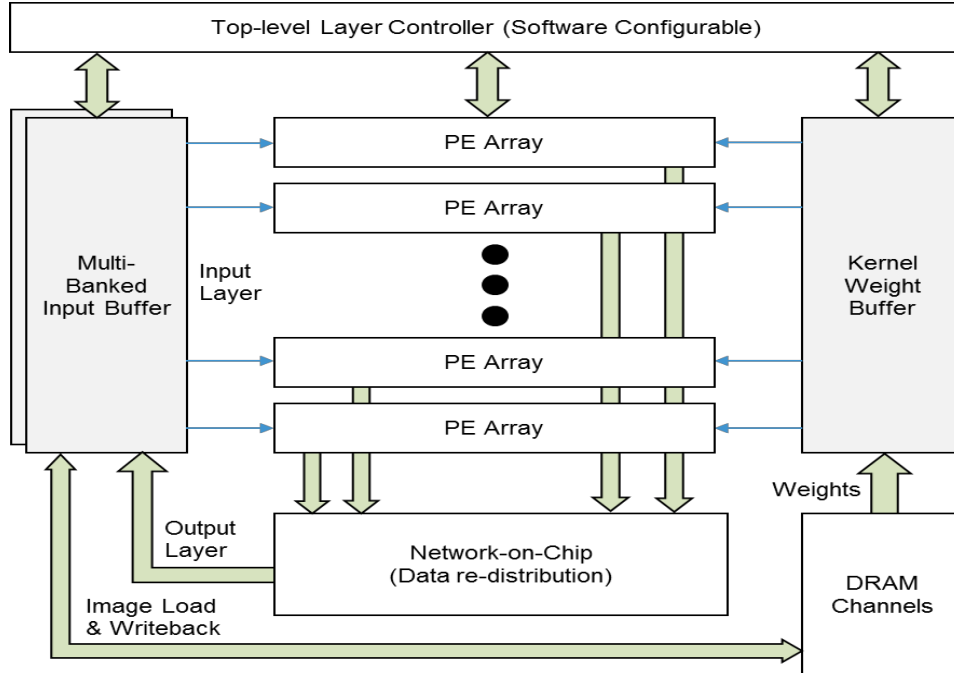 Top-level Layer Controller (Software Configurable)
PE Array
PE Array
Multi-
Banked
Input Buffer
Input
Layer
Kernel
Weight
Buffer
PE Array
PE Array
Weights
Output
Layer
Network-on-Chip
(Data re-distribution)
DRAM
Channels
Image Load
& Writeback